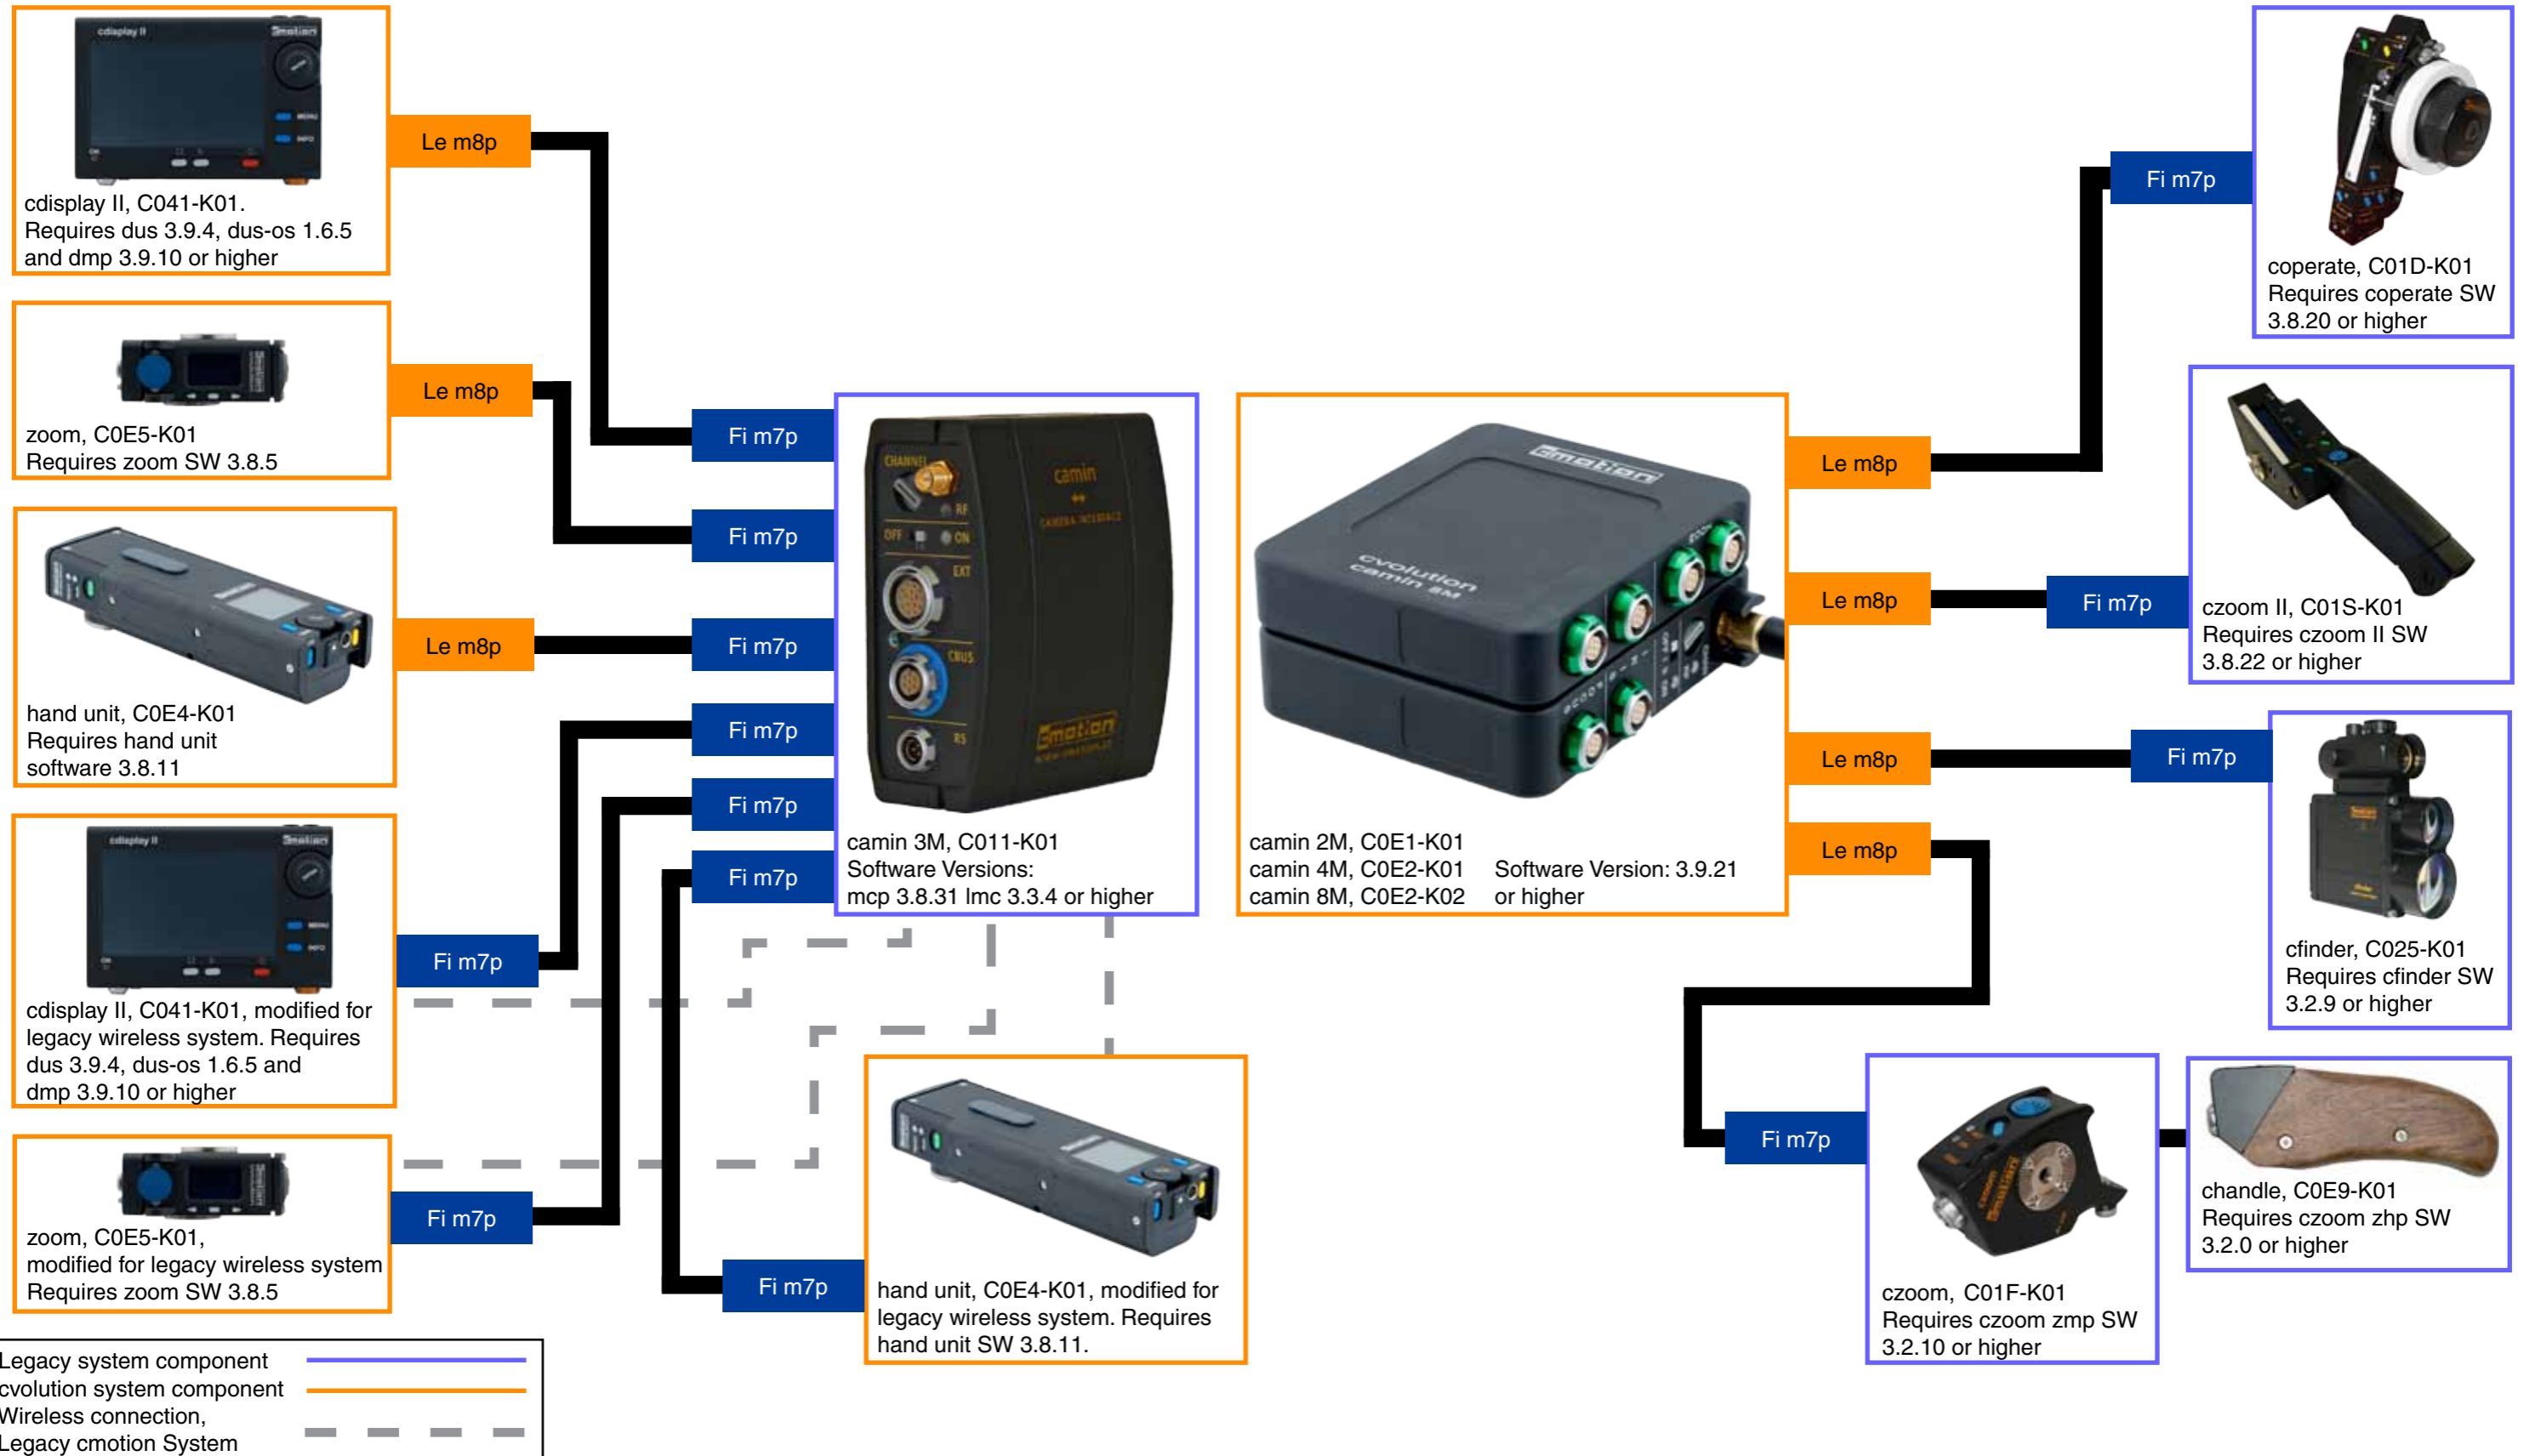 cdisplay II
cmotion
MENU
INFO
cdisplay II, C041-K01.
Requires dus 3.9.4, dus-os 1.6.5
and dmp 3.9.10 or higher
Le m8p
zoom, C0E5-K01
Requires zoom SW 3.8.5
Le m8p
hand unit, C0E4-K01
Requires hand unit
software 3.8.11
Le m8p
cdisplay II
cmotion
MENU
INFO
cdisplay II, C041-K01, modified for
legacy wireless system. Requires
dus 3.9.4, dus-os 1.6.5 and
dmp 3.9.10 or higher
Fi m7p
zoom, C0E5-K01,
modified for legacy wireless system
Requires zoom SW 3.8.5
Fi m7p
Fi m7p
Fi m7p
Fi m7p
Fi m7p
Fi m7p
Fi m7p
CHANNEL
RF
OFF
ON
EXT
CBUS
RS
camin
CAMERA INTERFACE
cmotion
camin 3M, C011-K01
Software Versions:
mcp 3.8.31 lmc 3.3.4 or higher
Fi m7p
hand unit, C0E4-K01, modified for
legacy wireless system. Requires
hand unit SW 3.8.11.
cmotion
cvolution
camin 8M
camin 2M, C0E1-K01
camin 4M, C0E2-K01 Software Version: 3.9.21
camin 8M, C0E2-K02 or higher
Le m8p
Le m8p
Le m8p
Le m8p
Fi m7p
coperate, C01D-K01
Requires coperate SW
3.8.20 or higher
Fi m7p
czoom II, C01S-K01
Requires czoom II SW
3.8.22 or higher
Fi m7p
cfinder, C025-K01
Requires cfinder SW
3.2.9 or higher
Fi m7p
czoom, C01F-K01
Requires czoom zmp SW
3.2.10 or higher
chandle, C0E9-K01
Requires czoom zhp SW
3.2.0 or higher
Legacy system component
cvolution system component
Wireless connection,
Legacy cmotion System